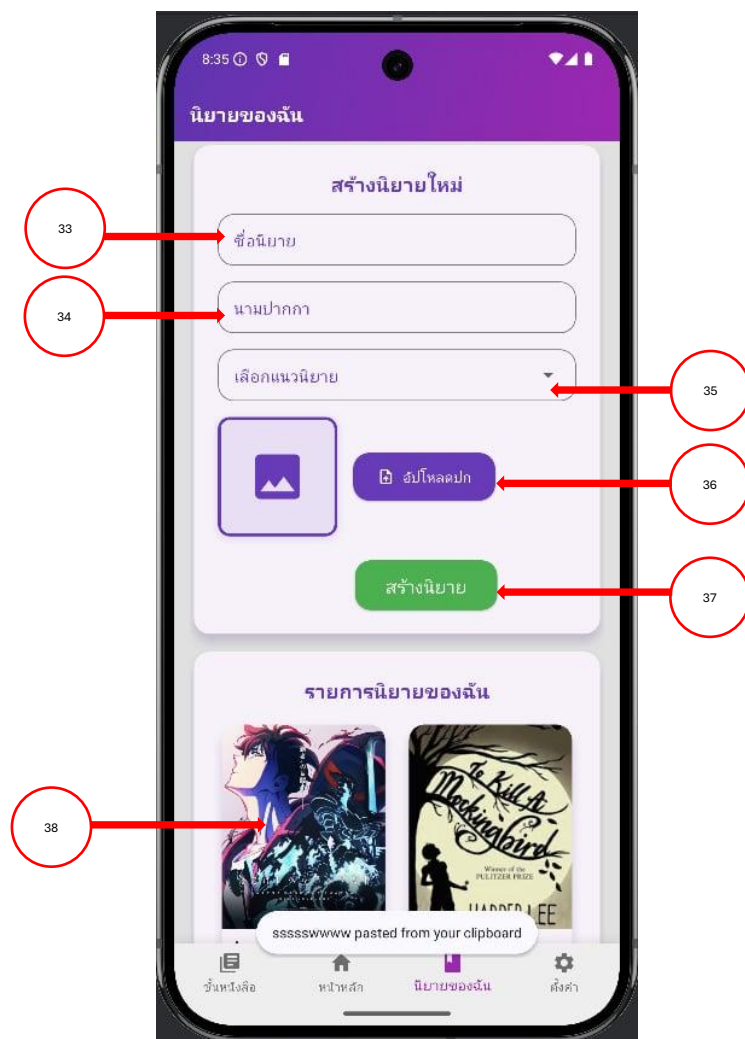 8:35
นิยายของฉัน
สร้างนิยายใหม่
33
ชื่อนิยาย
34
นามปากกา
เลือกแนวนิยาย
35
อัปโหลดปก
36
สร้างนิยาย
37
รายการนิยายของฉัน
To Kill A
Mockingbird
38
Winner of the
PULITZER PRIZE
HARPER LEE
ssssswwww pasted from your clipboard
ชั้นหนังสือ
หน้าหลัก
นิยายของฉัน
ตั้งค่า